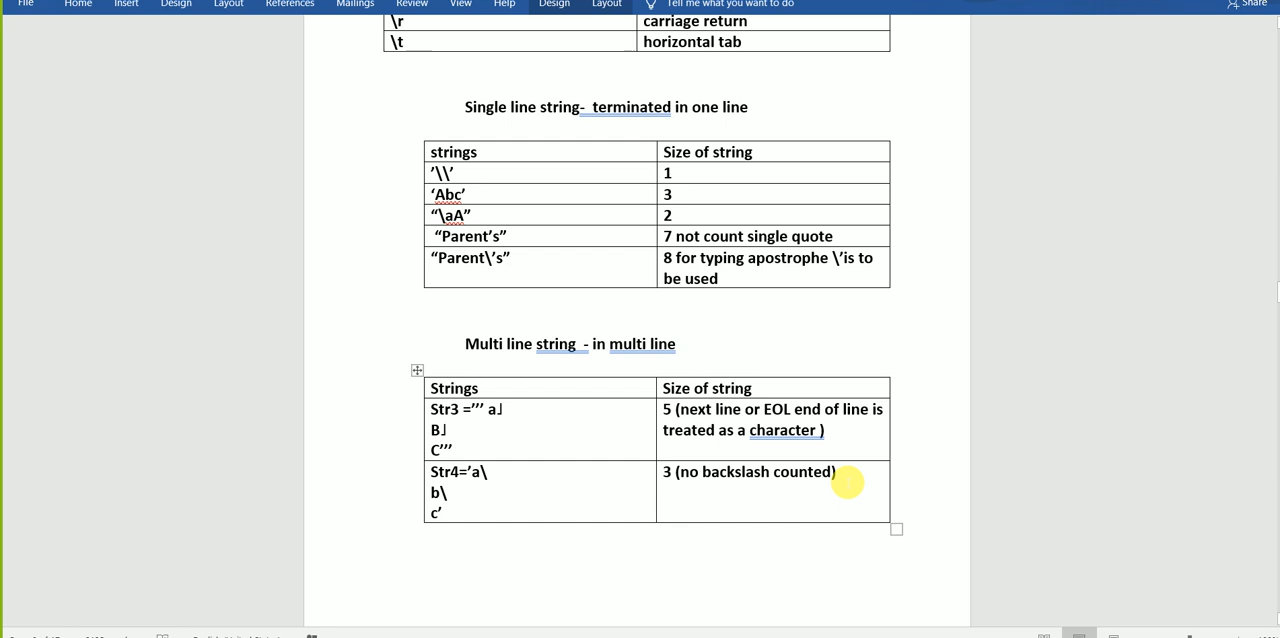 File Home Insert Design Layout References Mailings Review View Help Design Layout Tell me what you want to do Share
\r carriage return
\t horizontal tab
Single line string- terminated in one line
strings Size of string
’\\’ 1
‘Abc’ 3
“\aA” 2
“Parent’s” 7 not count single quote
“Parent\’s” 8 for typing apostrophe \’is to
be used
Multi line string - in multi line
Strings Size of string
Str3 =’’’ a⅃ 5 (next line or EOL end of line is
B⅃ treated as a character )
C’’’
Str4=’a\ 3 (no backslash counted)
b\
c’